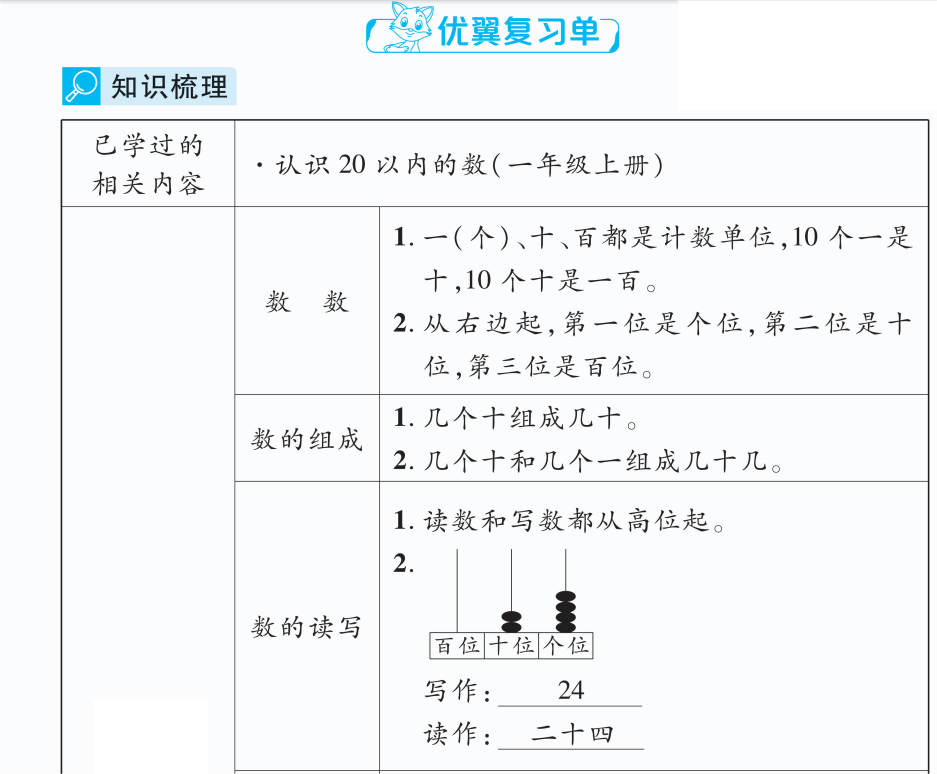 优翼复习单
知识梳理
已学过的
相关内容
·认识20以内的数(一年级上册)
数 数
1.一(个)、十、百都是计数单位,10个一是
十,10个十是一百。
2.从右边起,第一位是个位,第二位是十
位,第三位是百位。
数的组成
1.几个十组成几十。
2.几个十和几个一组成几十几。
数的读写
1.读数和写数都从高位起。
2.
百位 十位 个位
写作: 24
读作: 二十四